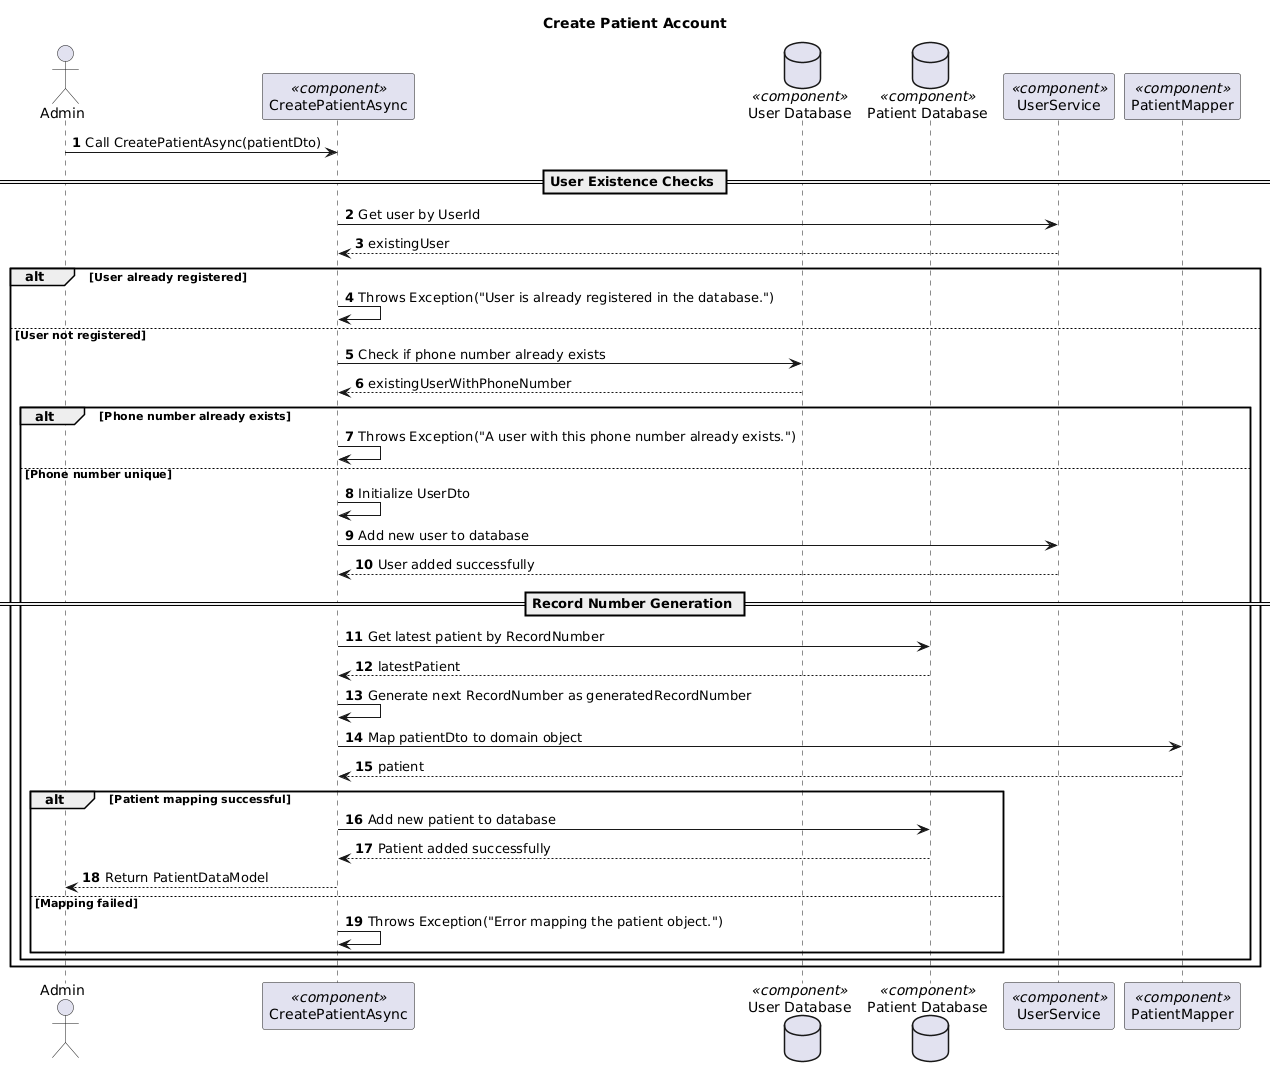 Create Patient Account
Admin
«component»
CreatePatientAsync
«component»
User Database
«component»
Patient Database
«component»
UserService
«component»
PatientMapper
1 Call CreatePatientAsync(patientDto)
User Existence Checks
2 Get user by UserId
3 existingUser
alt [User already registered]
4 Throws Exception("User is already registered in the database.")
[User not registered]
5 Check if phone number already exists
6 existingUserWithPhoneNumber
alt [Phone number already exists]
7 Throws Exception("A user with this phone number already exists.")
[Phone number unique]
8 Initialize UserDto
9 Add new user to database
10 User added successfully
Record Number Generation
11 Get latest patient by RecordNumber
12 latestPatient
13 Generate next RecordNumber as generatedRecordNumber
14 Map patientDto to domain object
15 patient
alt [Patient mapping successful]
16 Add new patient to database
17 Patient added successfully
18 Return PatientDataModel
[Mapping failed]
19 Throws Exception("Error mapping the patient object.")
Admin
«component»
CreatePatientAsync
«component»
User Database
«component»
Patient Database
«component»
UserService
«component»
PatientMapper